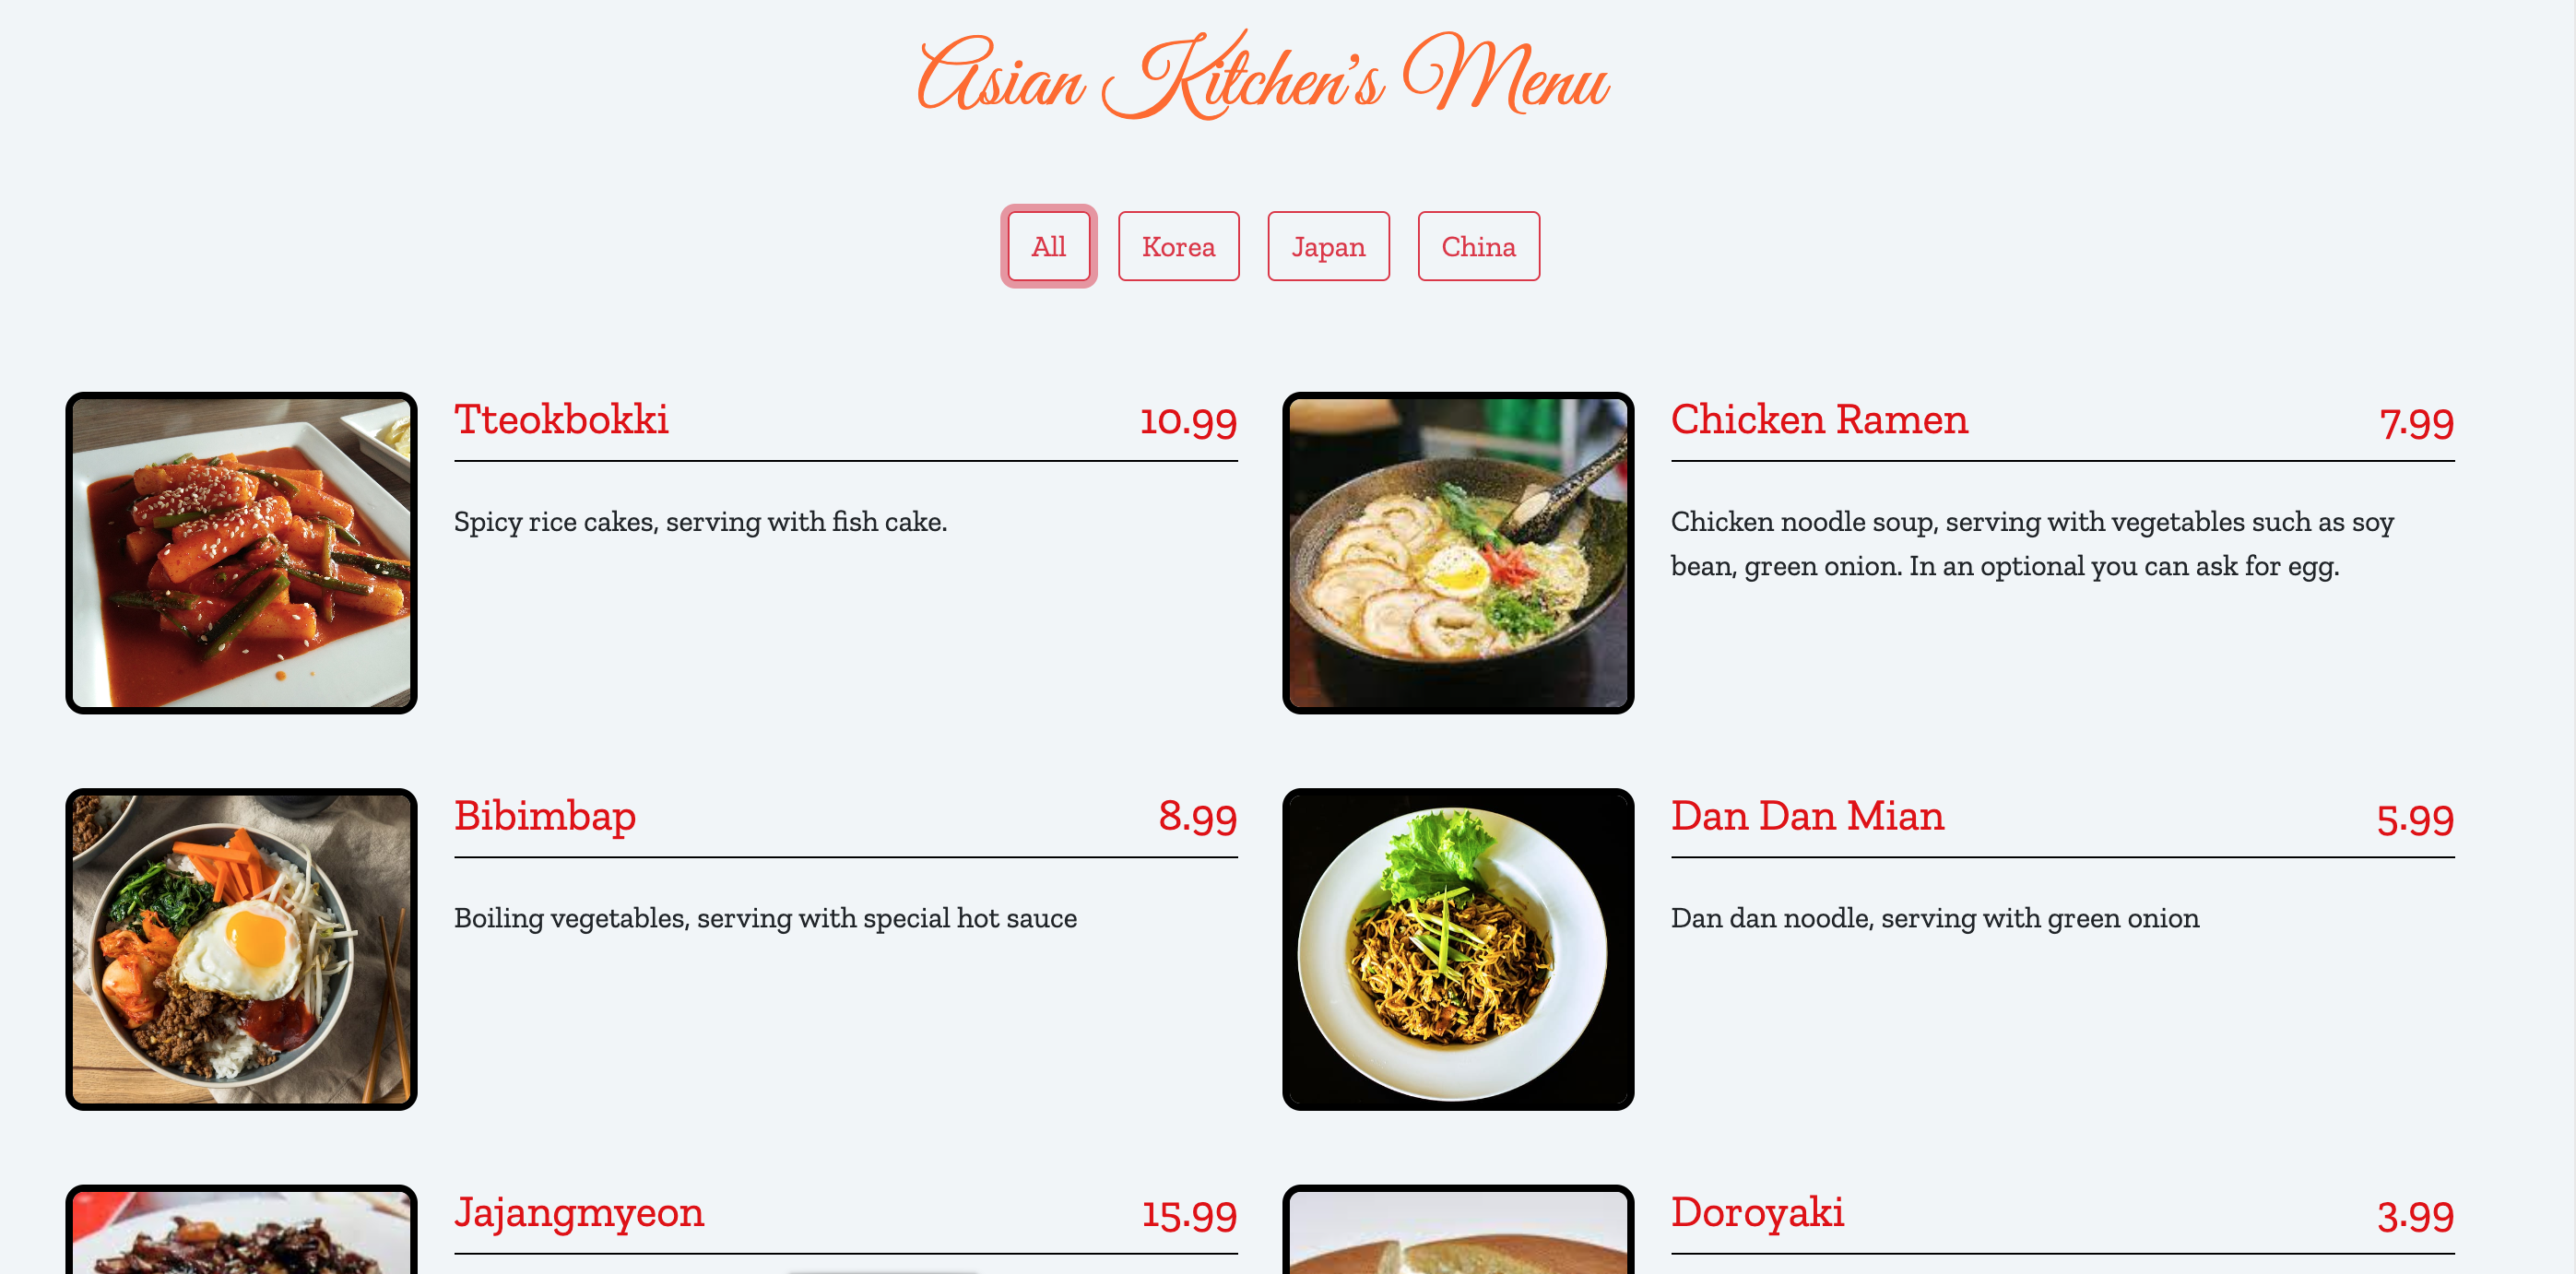 Asian Kitchen's Menu
All Korea Japan China
Tteokbokki 10.99
Spicy rice cakes, serving with fish cake.
Chicken Ramen 7.99
Chicken noodle soup, serving with vegetables such as soy
bean, green onion. In an optional you can ask for egg.
Bibimbap 8.99
Boiling vegetables, serving with special hot sauce
Dan Dan Mian 5.99
Dan dan noodle, serving with green onion
Jajangmyeon 15.99
Doroyaki 3.99